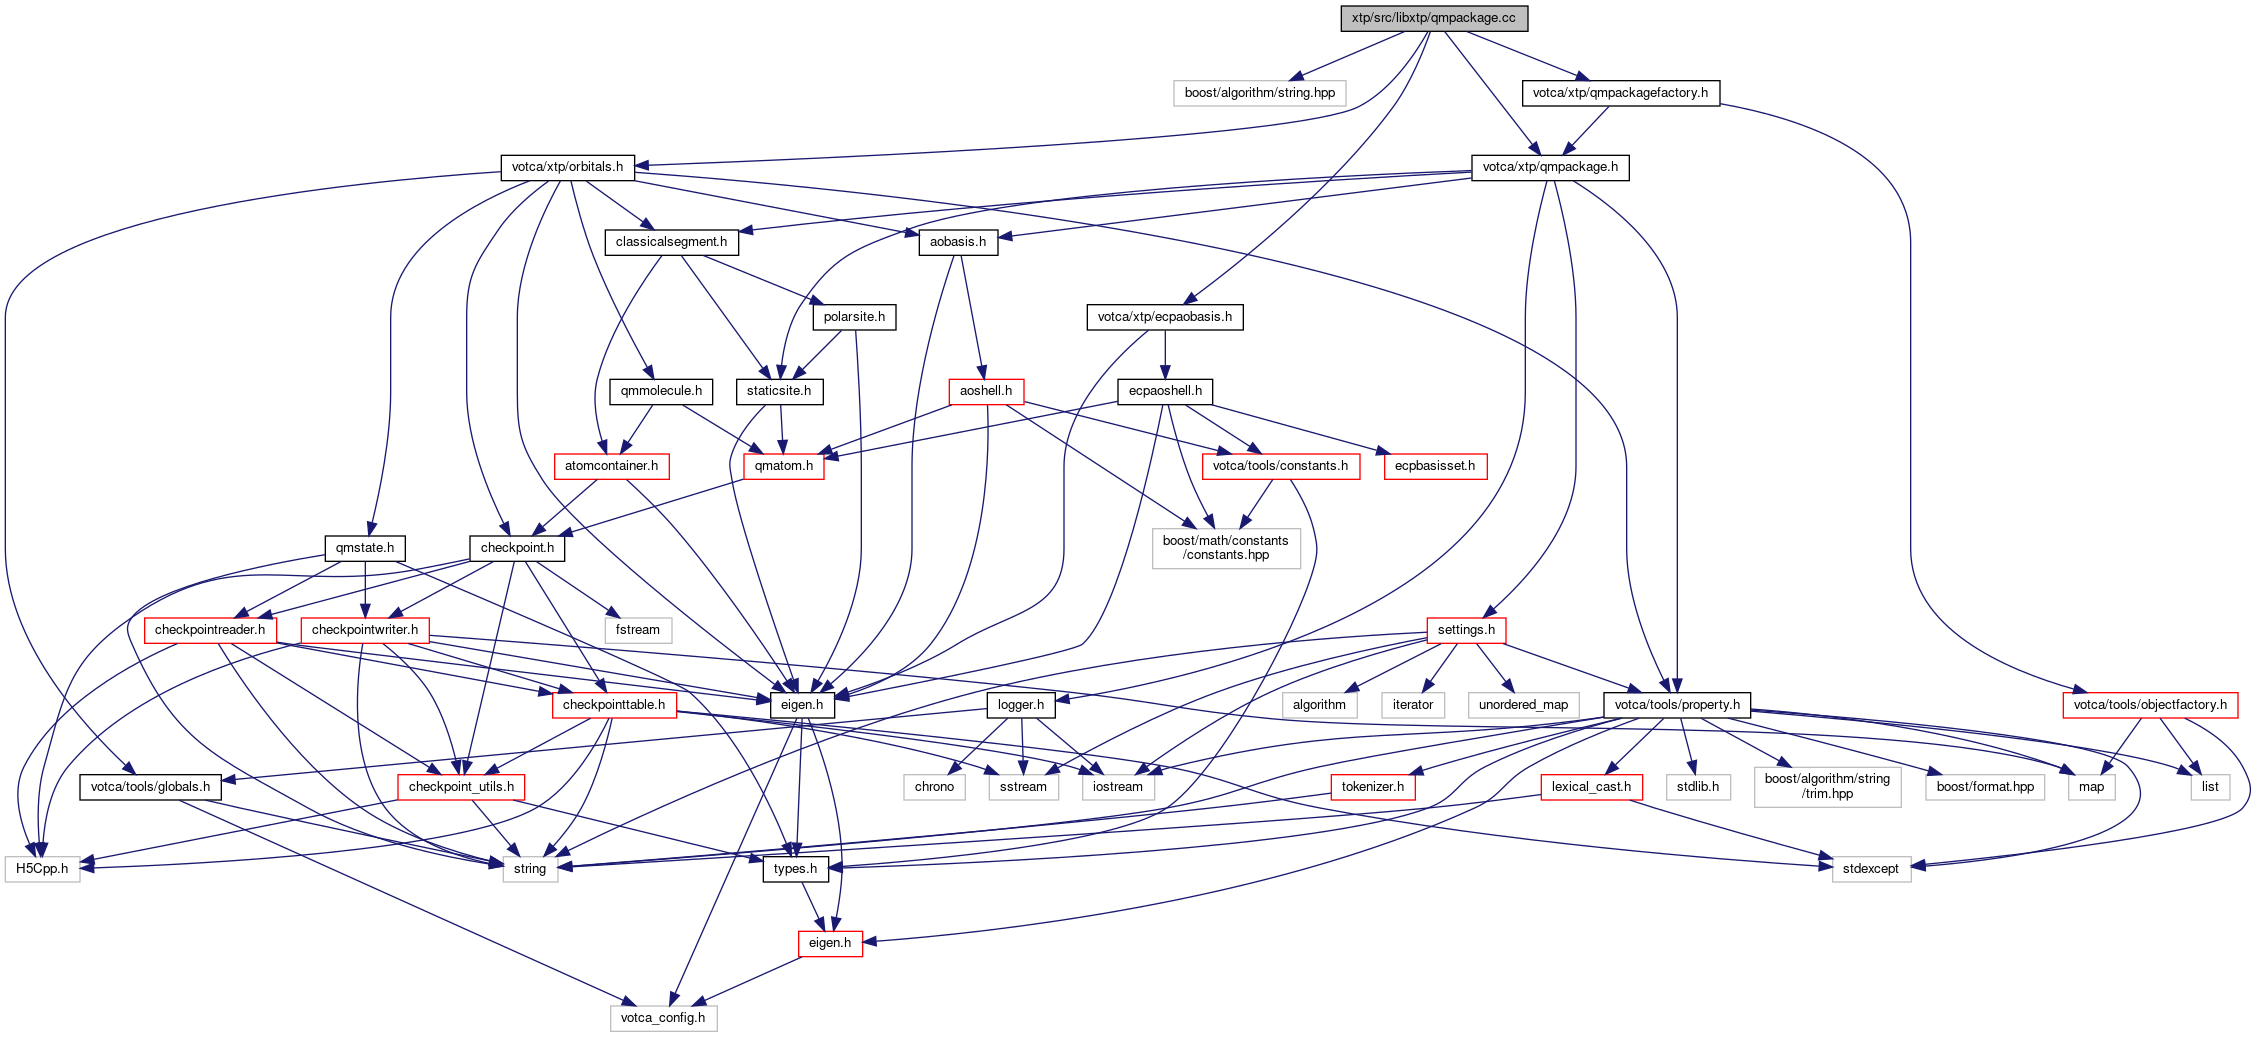 xtp/src/libxtp/qmpackage.cc
boost/algorithm/string.hpp
votca/xtp/qmpackagefactory.h
votca/xtp/orbitals.h
votca/xtp/qmpackage.h
classicalsegment.h
aobasis.h
polarsite.h
votca/xtp/ecpaobasis.h
qmmolecule.h
staticsite.h
aoshell.h
ecpaoshell.h
atomcontainer.h
qmatom.h
votca/tools/constants.h
ecpbasisset.h
qmstate.h
checkpoint.h
boost/math/constants
/constants.hpp
checkpointreader.h
checkpointwriter.h
fstream
settings.h
checkpointtable.h
eigen.h
logger.h
algorithm
iterator
unordered_map
votca/tools/property.h
votca/tools/objectfactory.h
votca/tools/globals.h
checkpoint_utils.h
chrono
sstream
iostream
tokenizer.h
lexical_cast.h
stdlib.h
boost/algorithm/string
/trim.hpp
boost/format.hpp
map
list
H5Cpp.h
string
types.h
stdexcept
eigen.h
votca_config.h